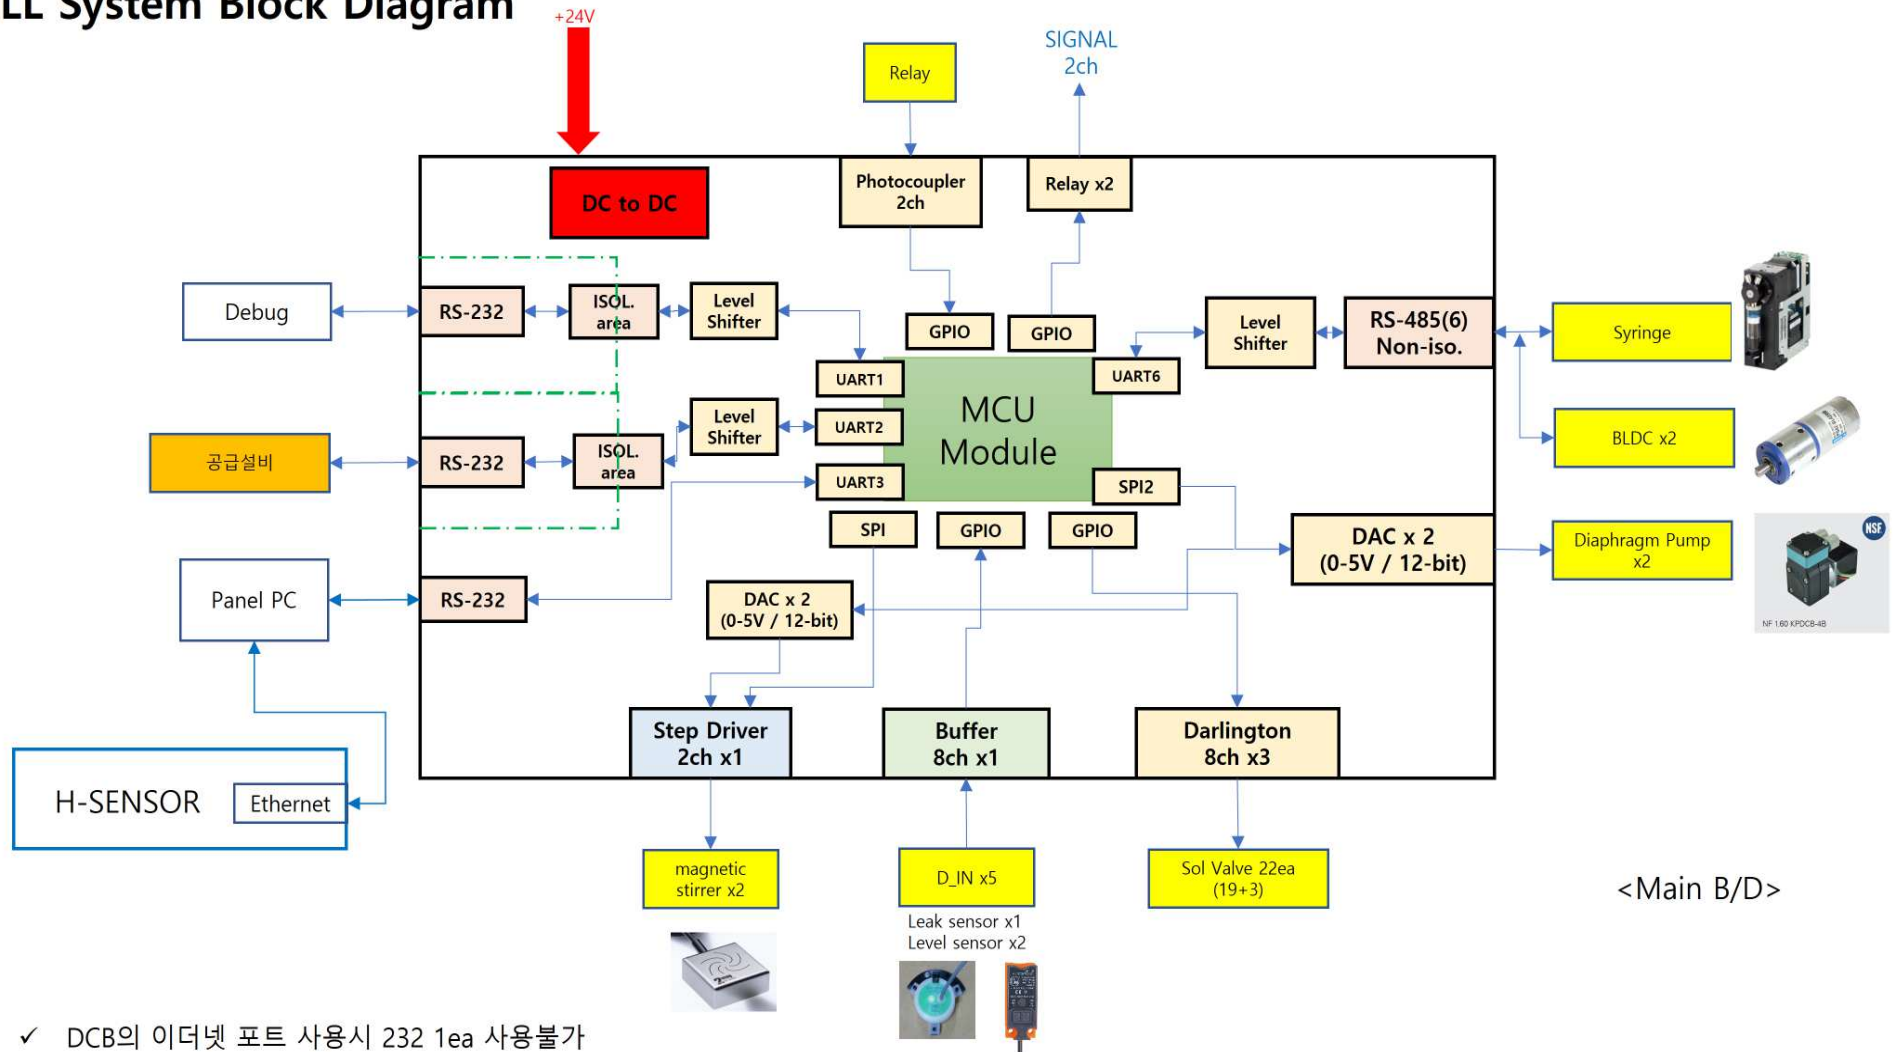 LL System Block Diagram
+24V
Relay
SIGNAL
2ch
DC to DC
Photocoupler
2ch
Relay x2
Debug
RS-232
ISOL.
area
Level
Shifter
GPIO
GPIO
Level
Shifter
RS-485(6)
Non-iso.
Syringe
UART1
UART6
MCU
Module
공급설비
RS-232
ISOL.
area
Level
Shifter
UART2
BLDC x2
UART3
SPI2
SPI
GPIO
GPIO
DAC x 2
(0-5V / 12-bit)
Diaphragm Pump
x2
NSF
NF 1.60 KPDCB-4B
Panel PC
RS-232
DAC x 2
(0-5V / 12-bit)
Step Driver
2ch x1
Buffer
8ch x1
Darlington
8ch x3
H-SENSOR
Ethernet
magnetic
stirrer x2
D_IN x5
Leak sensor x1
Level sensor x2
Sol Valve 22ea
(19+3)
<Main B/D>
✓ DCB의 이더넷 포트 사용시 232 1ea 사용불가